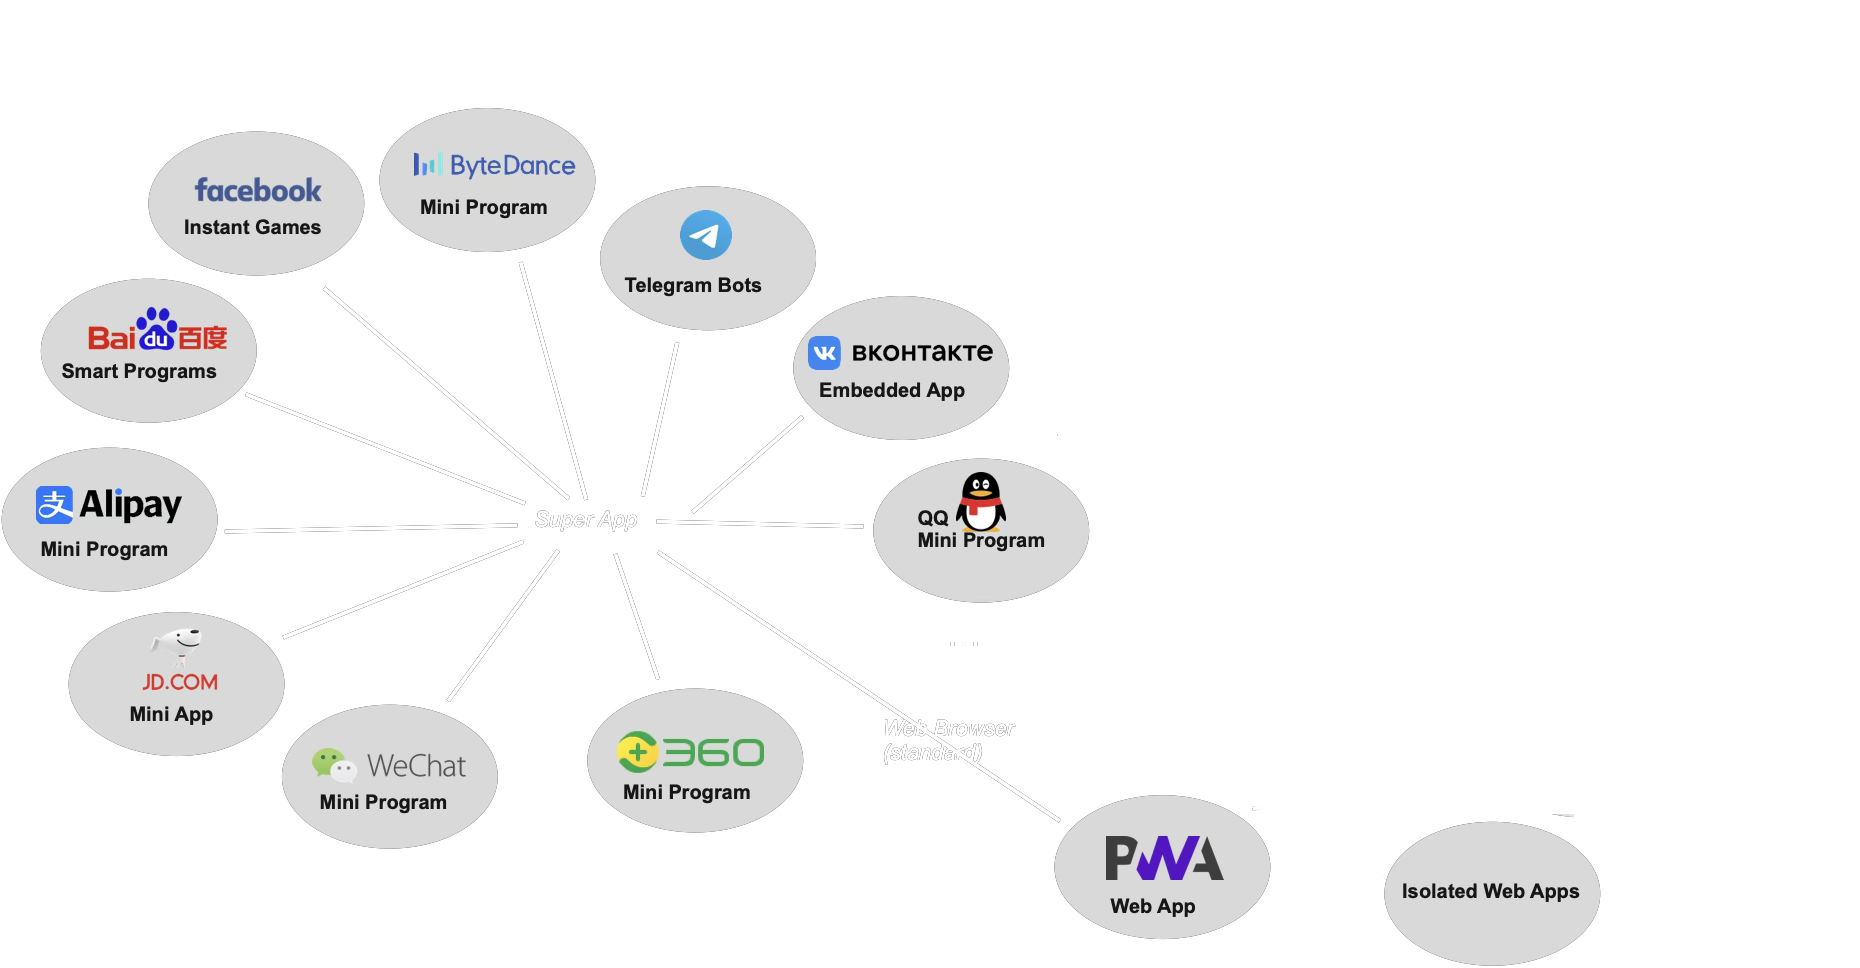 ByteDance
Mini Program
facebook
Instant Games
Telegram Bots
Bai du 百度
Smart Programs
вконтакте
Embedded App
支 Alipay
Mini Program
Super App
QQ
Mini Program
JD.COM
Mini App
WeChat
Mini Program
360
Mini Program
Web Browser
(standard)
PWA
Web App
Isolated Web Apps